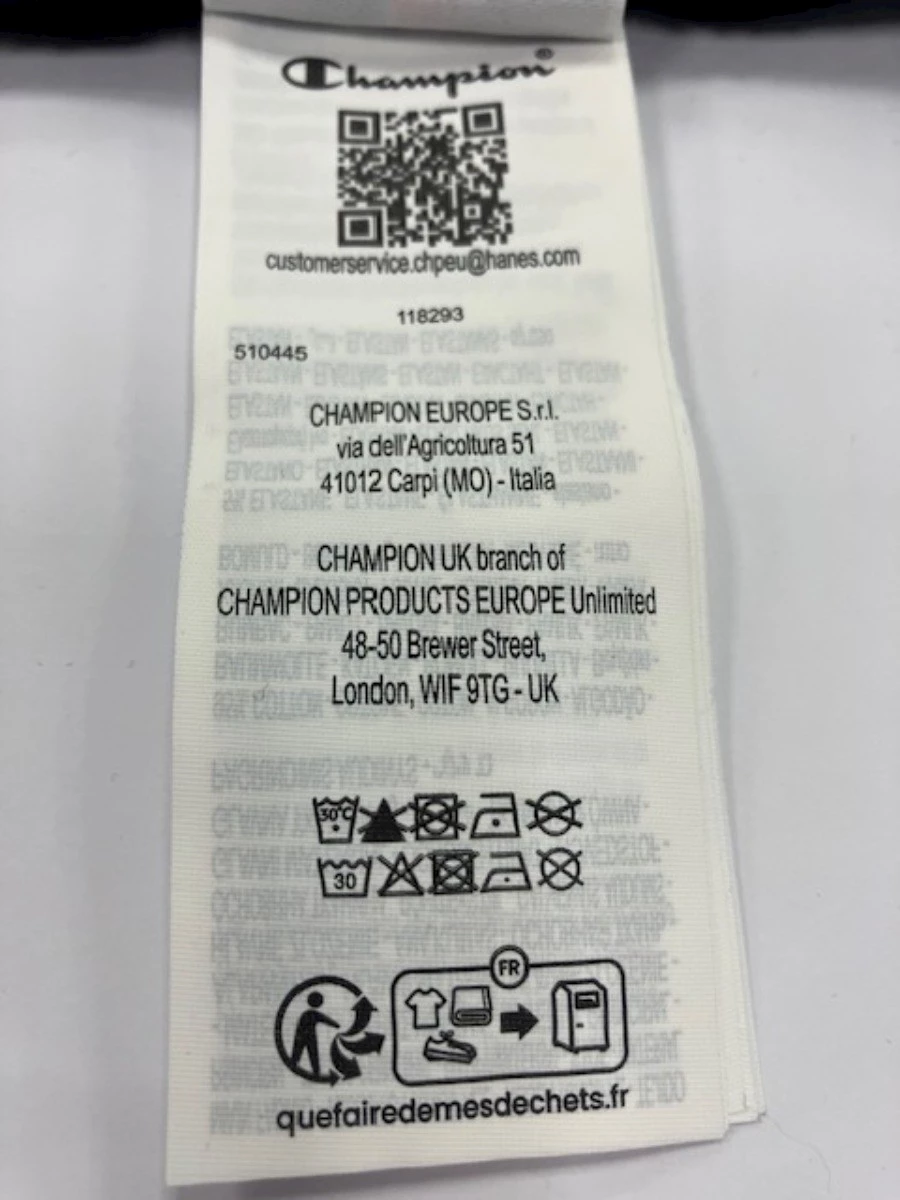 Champion®
customerservice.chpeu@hanes.com
118293
510445
CHAMPION EUROPE S.r.l.
via dell'Agricoltura 51
41012 Carpi (MO) - Italia
CHAMPION UK branch of
CHAMPION PRODUCTS EUROPE Unlimited
48-50 Brewer Street,
London, WIF 9TG - UK
30°C
30
FR
quefairedemesdechets.fr